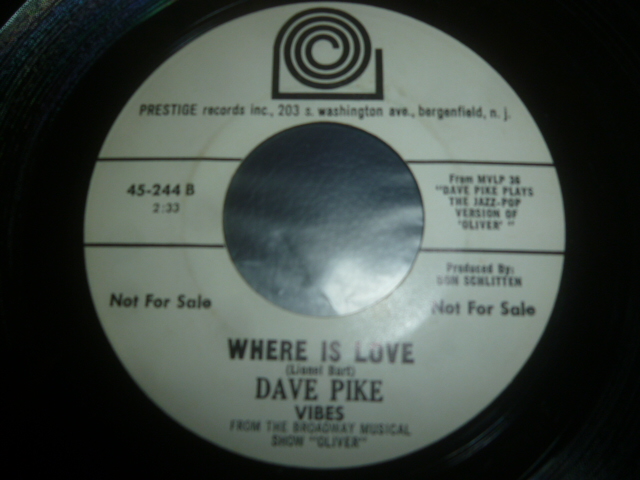 PRESTIGE records inc., 203 s. washington ave., bergenfield, n. j.
45-244 B
2:33
From MVLP 36
"DAVE PIKE PLAYS
THE JAZZ-POP
VERSION OF
'OLIVER' "
Produced By:
DON SCHLITTEN
Not For Sale
Not For Sale
WHERE IS LOVE
(Lionel Bart)
DAVE PIKE
VIBES
FROM THE BROADWAY MUSICAL
SHOW "OLIVER"